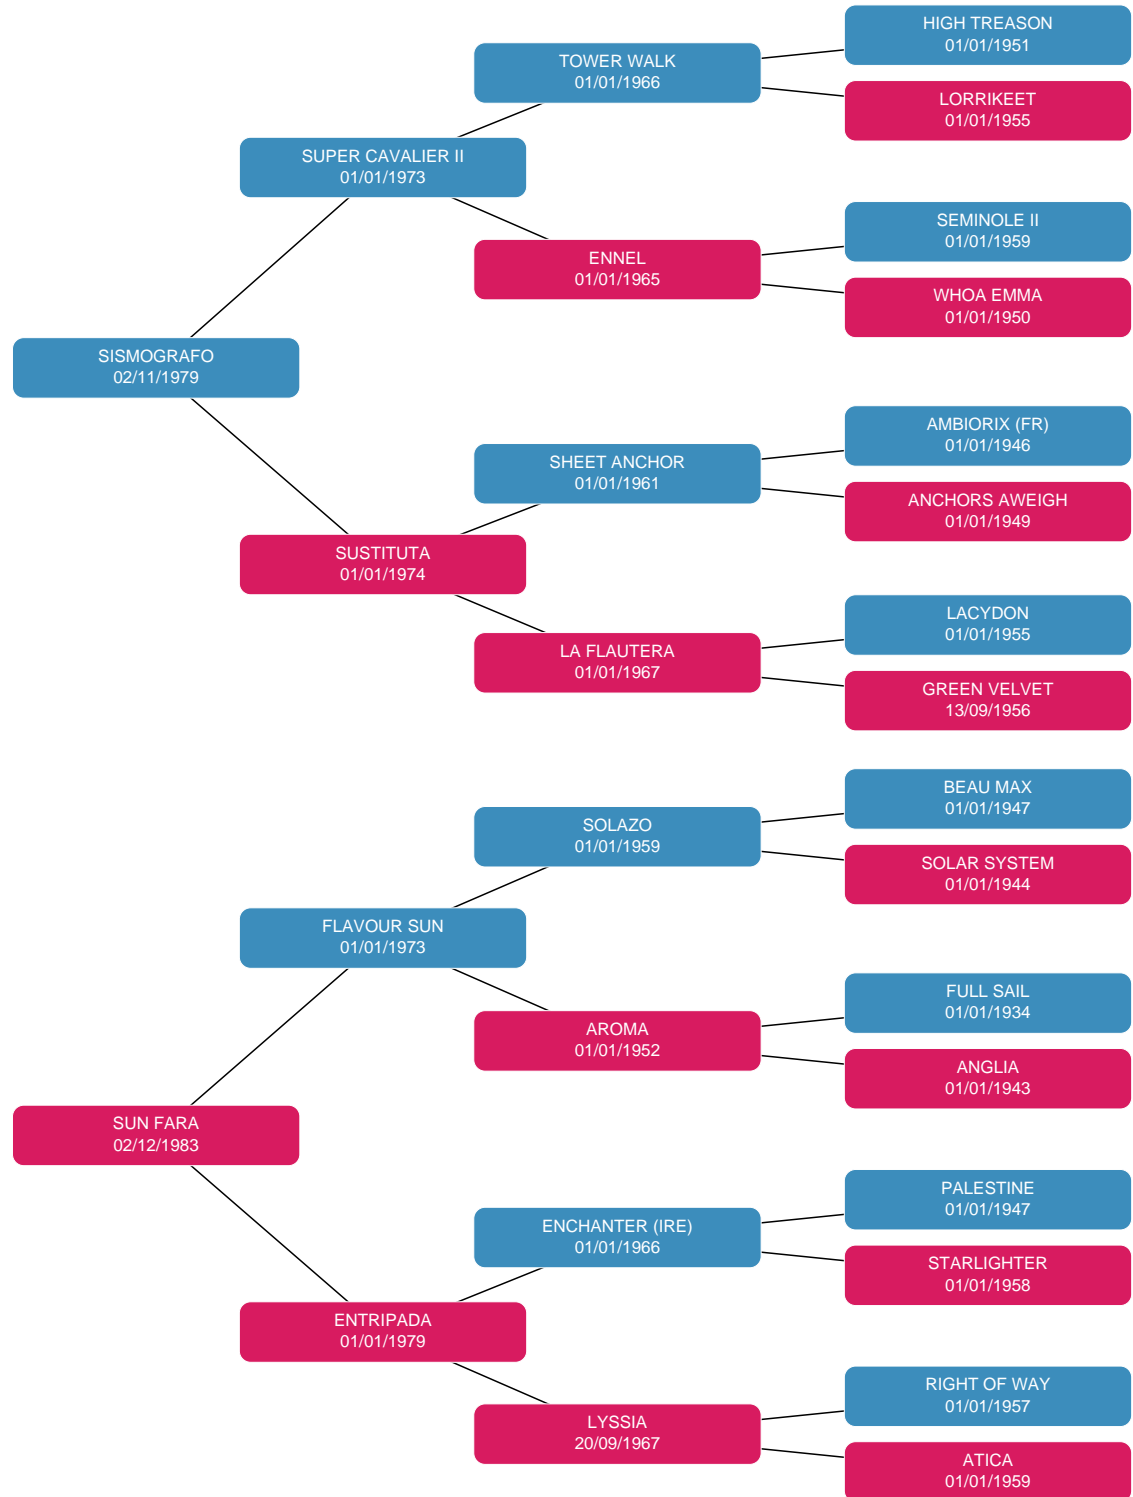 HIGH TREASON
01/01/1951
TOWER WALK
01/01/1966
LORRIKEET
01/01/1955
SUPER CAVALIER II
01/01/1973
SEMINOLE II
01/01/1959
ENNEL
01/01/1965
WHOA EMMA
01/01/1950
SISMOGRAFO
02/11/1979
AMBIORIX (FR)
01/01/1946
SHEET ANCHOR
01/01/1961
ANCHORS AWEIGH
01/01/1949
SUSTITUTA
01/01/1974
LACYDON
01/01/1955
LA FLAUTERA
01/01/1967
GREEN VELVET
13/09/1956
BEAU MAX
01/01/1947
SOLAZO
01/01/1959
SOLAR SYSTEM
01/01/1944
FLAVOUR SUN
01/01/1973
FULL SAIL
01/01/1934
AROMA
01/01/1952
ANGLIA
01/01/1943
SUN FARA
02/12/1983
PALESTINE
01/01/1947
ENCHANTER (IRE)
01/01/1966
STARLIGHTER
01/01/1958
ENTRIPADA
01/01/1979
RIGHT OF WAY
01/01/1957
LYSSIA
20/09/1967
ATICA
01/01/1959